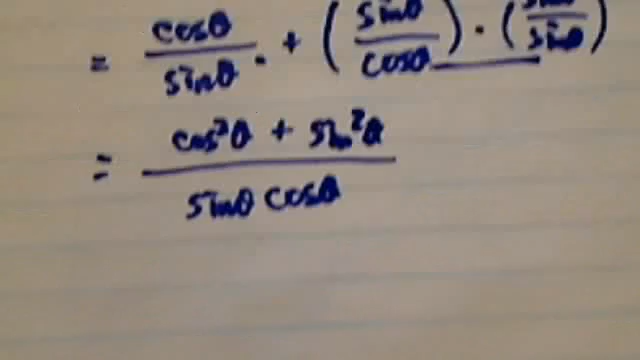 = cosθ/sinθ · + (sinθ/cosθ) · (sinθ/sinθ)
= cos²θ + sin²θ / sinθ cosθ